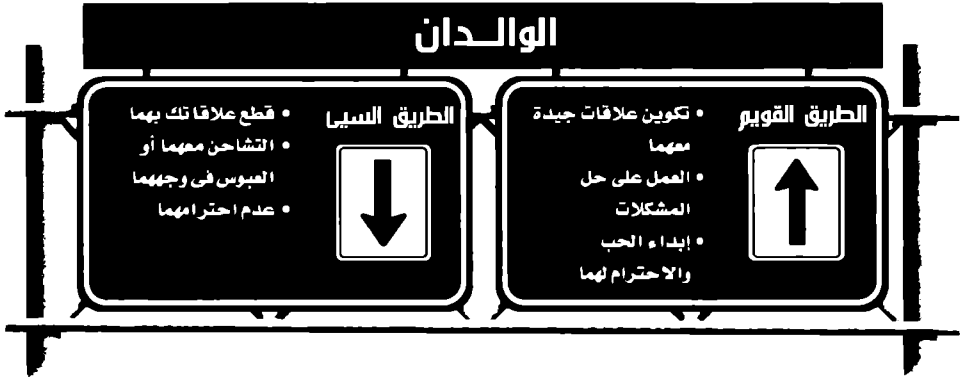 الوالــدان
الطريق القويم
• تكوين علاقات جيدة
معهما
• العمل على حل
المشكلات
• إبداء الحب
والاحترام لهما
الطريق السيئ
• قطع علاقاتك بهما
• التشاحن معهما أو
العبوس فى وجههما
• عدم احترامهما